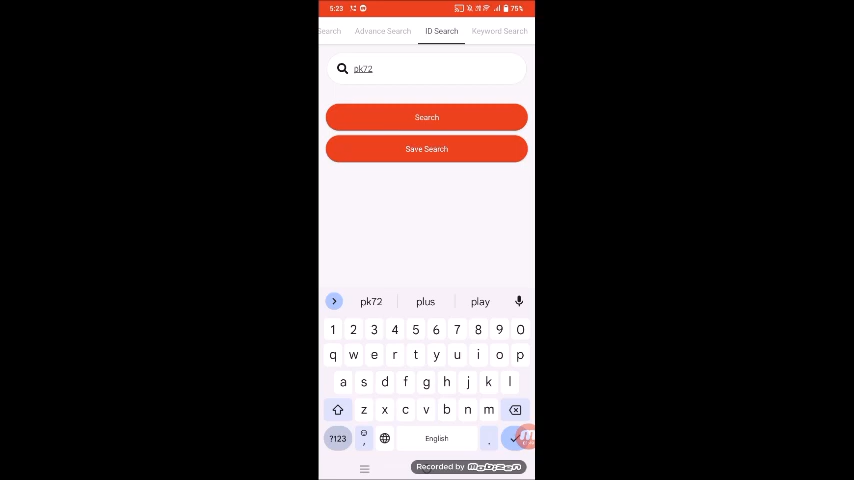 5:23 75%
Search Advance Search ID Search Keyword Search
pk72
Search
Save Search
pk72 plus play
1 2 3 4 5 6 7 8 9 0
q w e r t y u i o p
a s d f g h j k l
z x c v b n m
?123 , English .
Recorded by mobizen